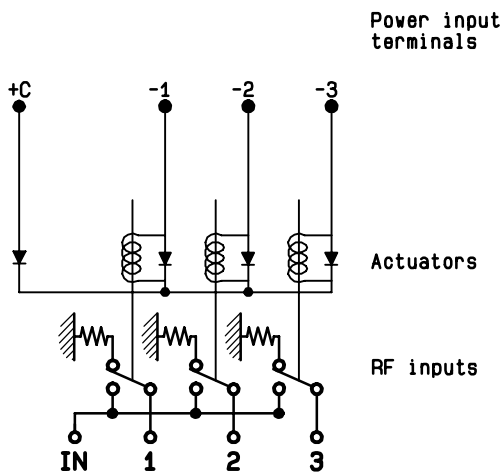 Power input
terminals
+C -1 -2 -3
Actuators
RF inputs
IN 1 2 3